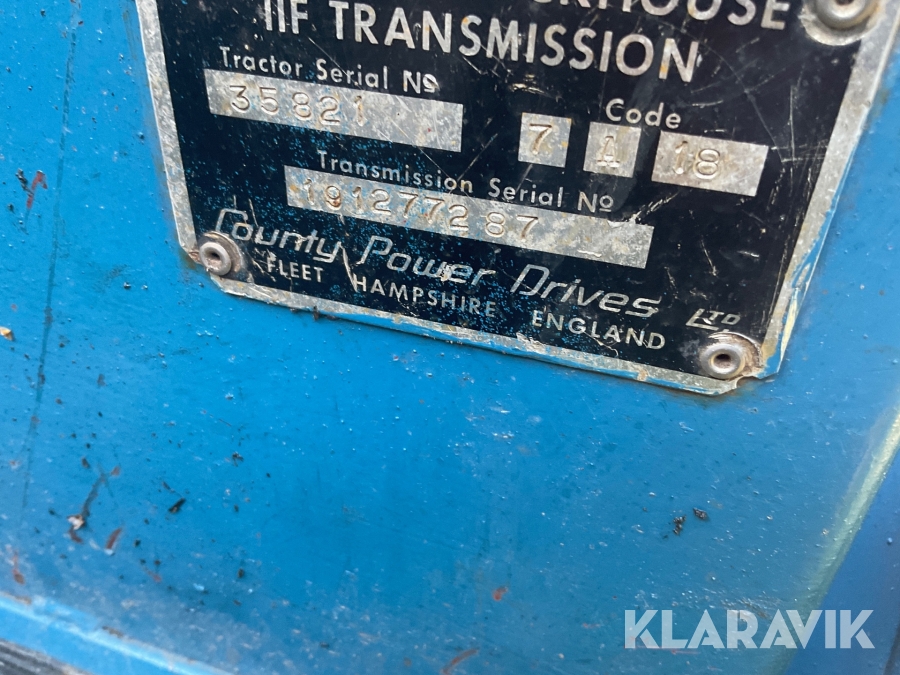 IIF TRANSMISSION
Tractor Serial No
35821
Code
7 A 18
Transmission Serial No
191277287
County Power Drives LTD
FLEET HAMPSHIRE ENGLAND
KLARAVIK